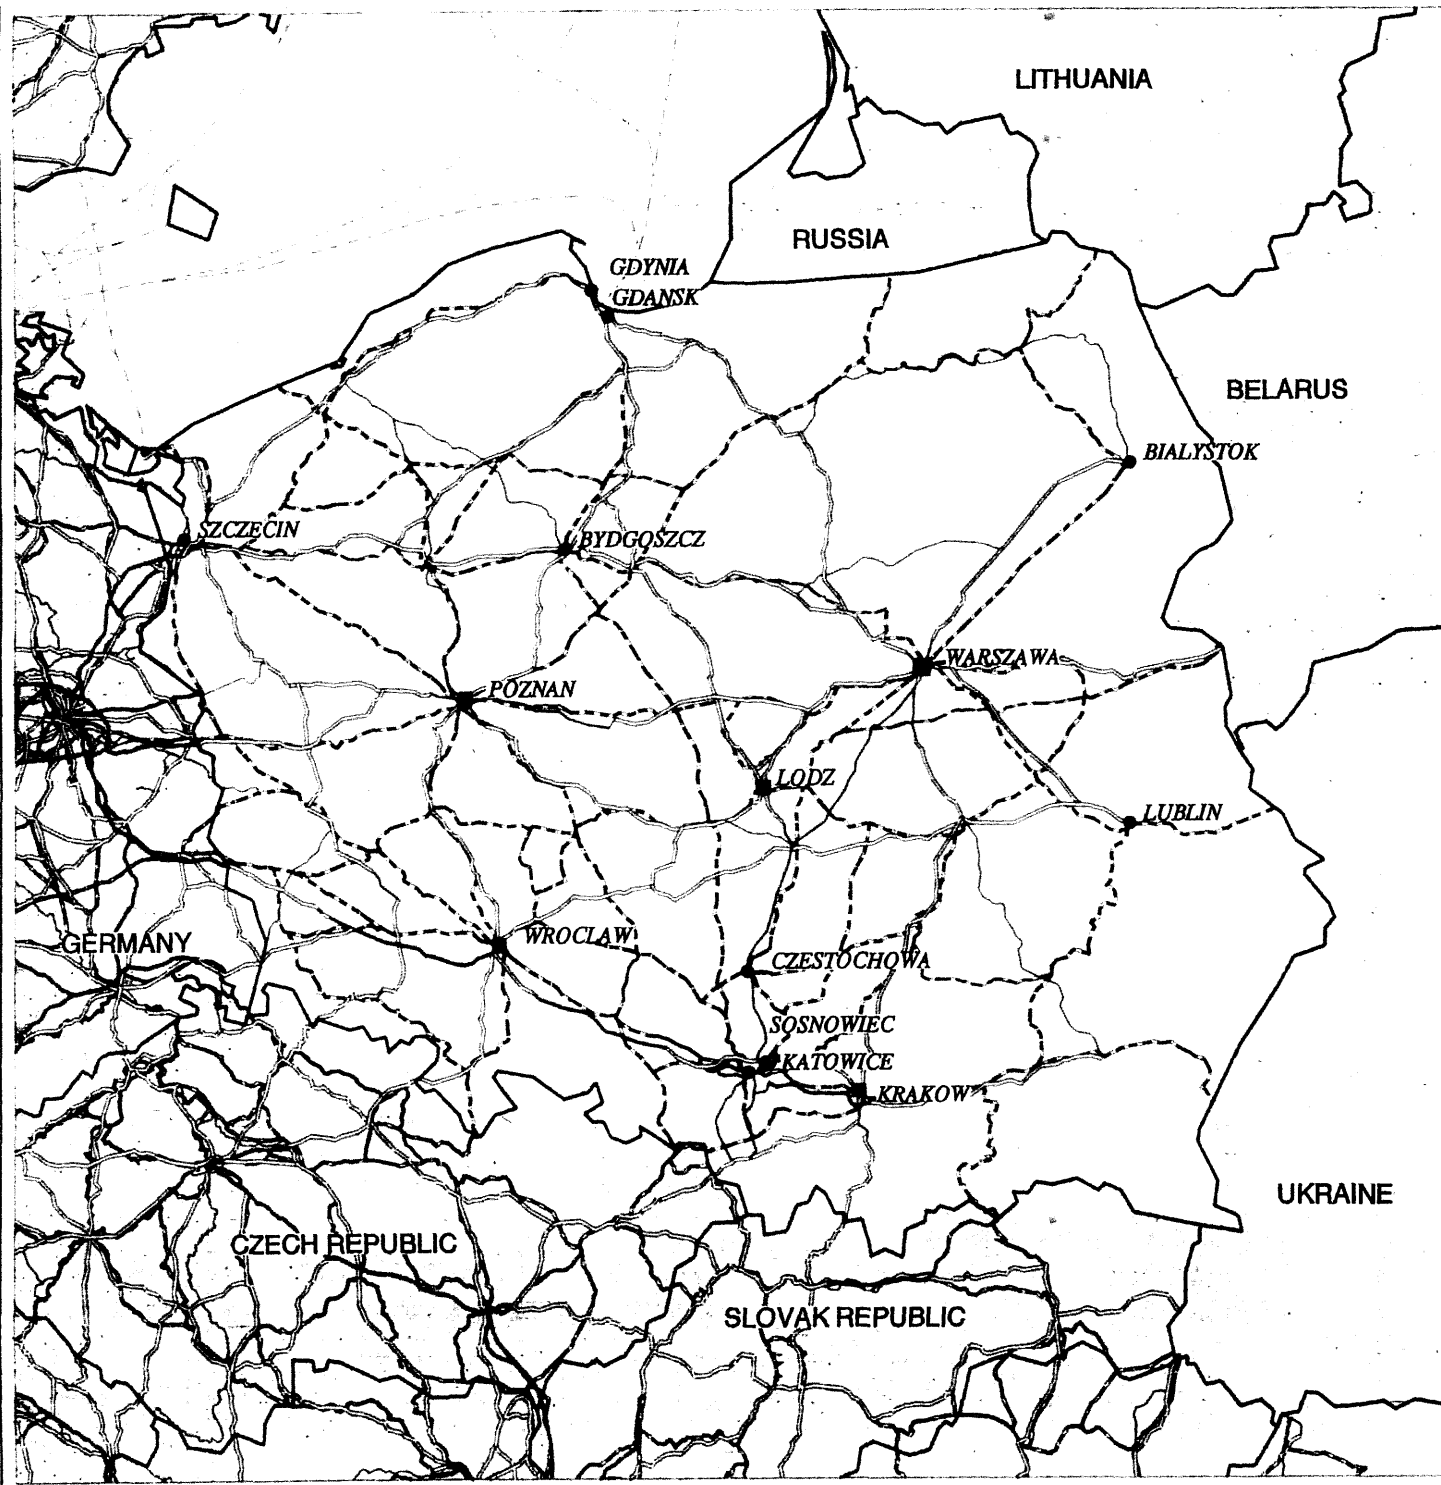 LITHUANIA
RUSSIA
GDYNIA
GDANSK
BELARUS
BIALYSTOK
SZCZECIN
BYDGOSZCZ
WARSZAWA
POZNAN
LODZ
LUBLIN
WROCLAW
GERMANY
CZESTOCHOWA
SOSNOWIEC
KATOWICE
KRAKOW
UKRAINE
CZECH REPUBLIC
SLOVAK REPUBLIC